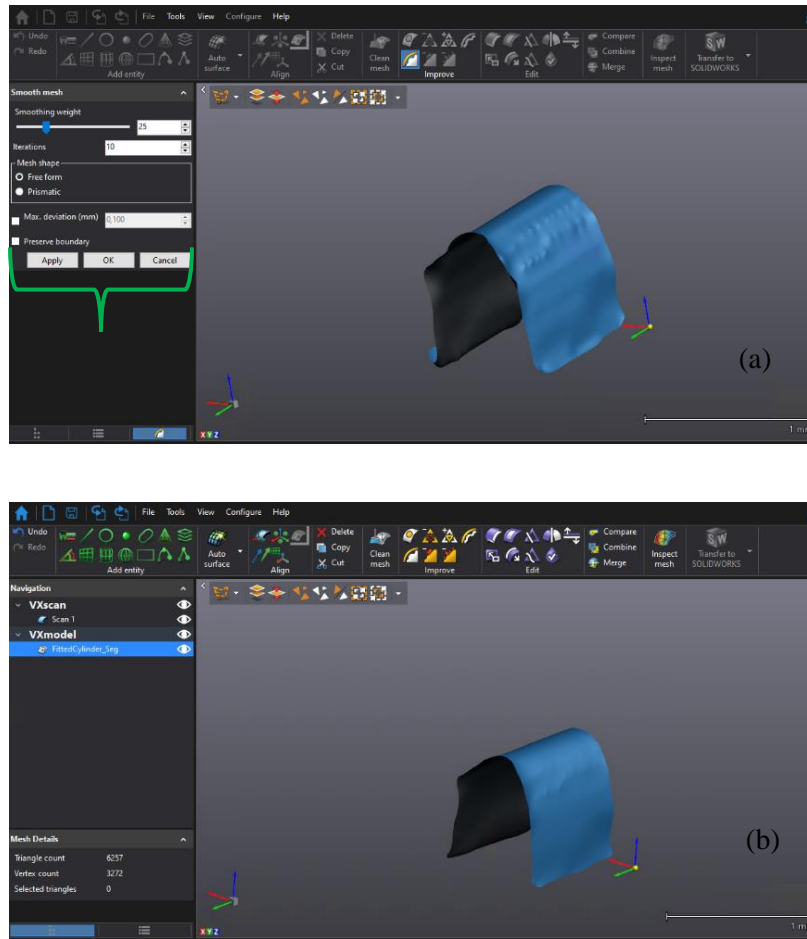 File Tools View Configure Help
Undo
Redo
Add entity
Auto surface
Align
Delete
Copy
Cut
Clean mesh
Improve
Edit
Compare
Combine
Merge
Inspect mesh
Transfer to SOLIDWORKS
Smooth mesh
Smoothing weight
25
Iterations 10
Mesh shape
Free form
Prismatic
Max. deviation (mm) 0,100
Preserve boundary
Apply OK Cancel
(a)
X Y Z
File Tools View Configure Help
Undo
Redo
Add entity
Auto surface
Align
Delete
Copy
Cut
Clean mesh
Improve
Edit
Compare
Combine
Merge
Inspect mesh
Transfer to SOLIDWORKS
Navigation
VXscan
Scan 1
VXmodel
FittedCylinder_Seg
Mesh Details
Triangle count 6257
Vertex count 3272
Selected triangles 0
(b)
X Y Z